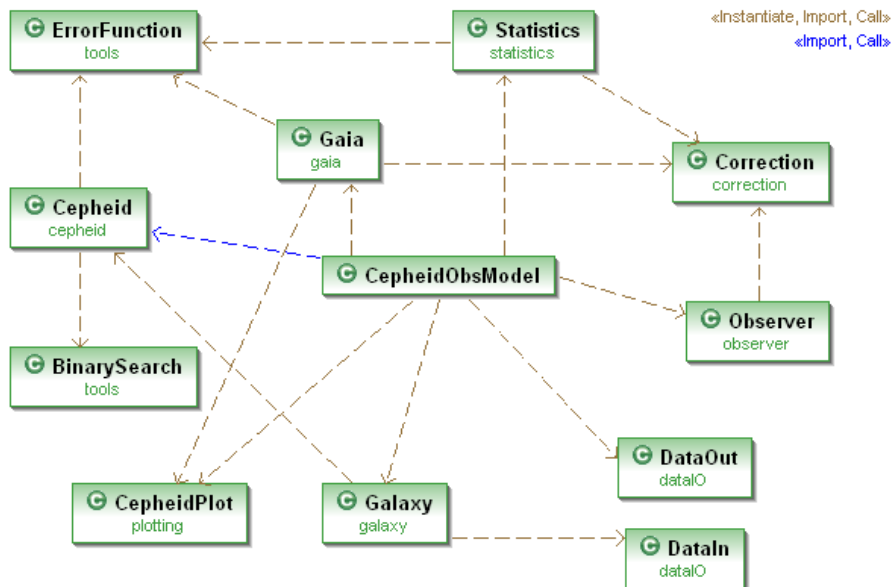 ErrorFunction
tools
Statistics
statistics
«Instantiate, Import, Call»
«Import, Call»
Gaia
gaia
Correction
correction
Cepheid
cepheid
CepheidObsModel
Observer
observer
BinarySearch
tools
DataOut
dataIO
CepheidPlot
plotting
Galaxy
galaxy
DataIn
dataIO